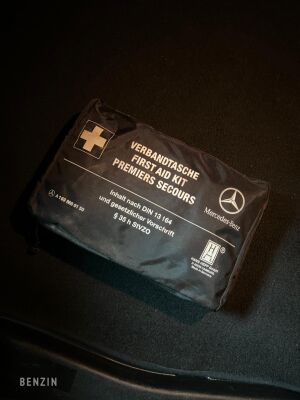 VERBANDTASCHE
FIRST AID KIT
PREMIERS SECOURS
Inhalt nach DIN 13 164
und gesetzlicher Vorschrift
§ 35 h StVZO
Mercedes-Benz
BENZIN